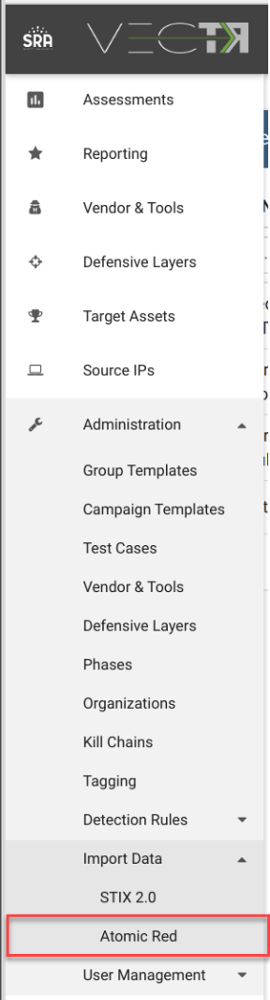 SRA VECTR
Assessments
Reporting
Vendor & Tools
Defensive Layers
Target Assets
Source IPs
Administration
Group Templates
Campaign Templates
Test Cases
Vendor & Tools
Defensive Layers
Phases
Organizations
Kill Chains
Tagging
Detection Rules
Import Data
STIX 2.0
Atomic Red
User Management